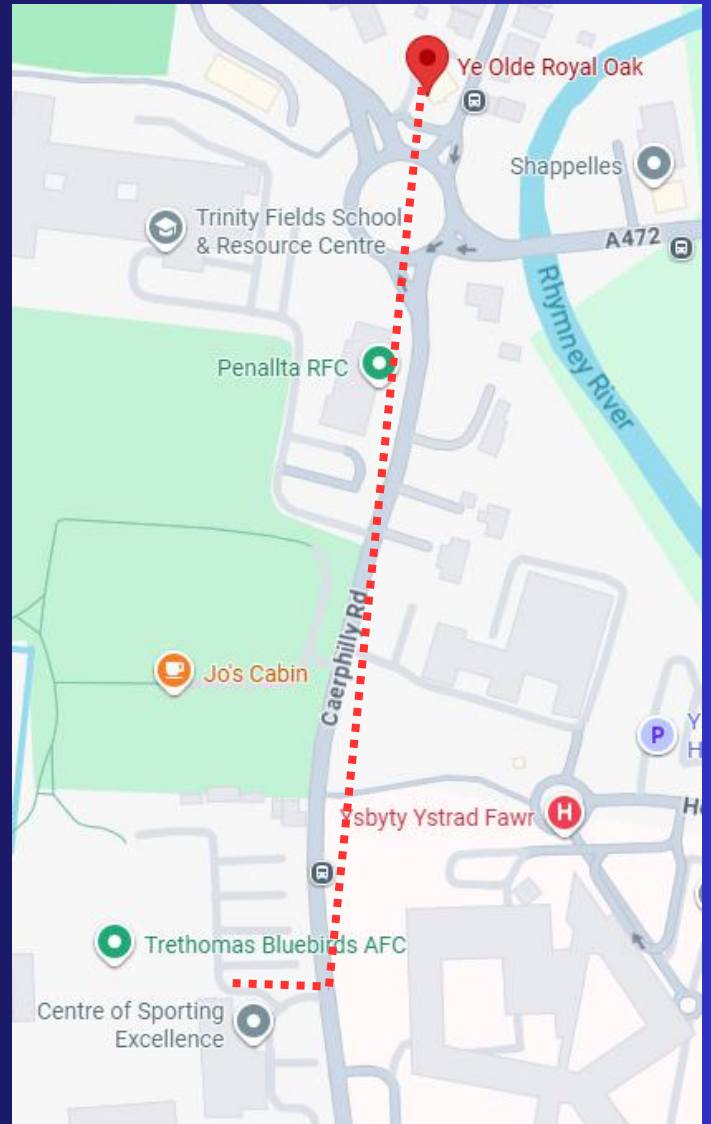 Ye Olde Royal Oak
Shappelles
Trinity Fields School
& Resource Centre
A472
Rhymney River
Penallta RFC
Caerphilly Rd
Jo's Cabin
P
Y
H
Ysbyty Ystrad Fawr
H
Trethomas Bluebirds AFC
Centre of Sporting
Excellence